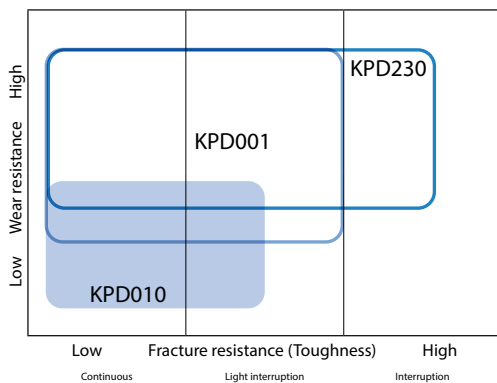 High
Wear resistance
Low
KPD230
KPD001
KPD010
Low Fracture resistance (Toughness) High
Continuous Light interruption Interruption